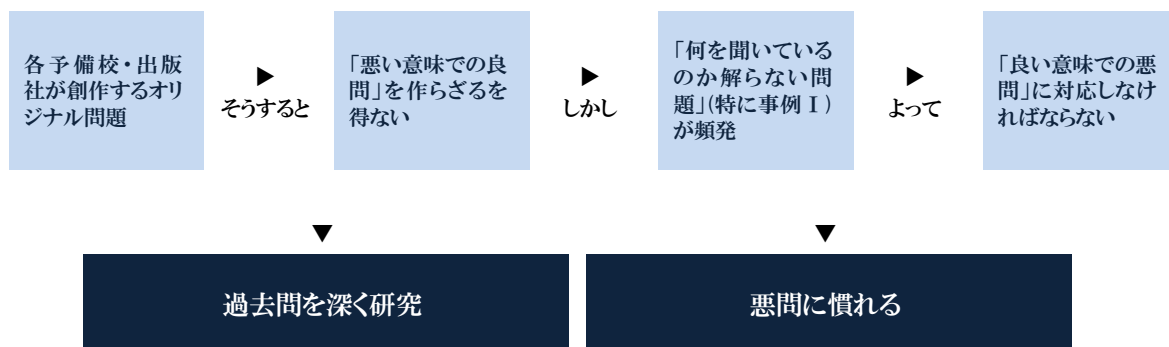 各予備校・出版
社が創作するオリ
ジナル問題
▶
そうすると
「悪い意味での良
問」を作らざるを
得ない
▶
しかし
「何を聞いている
のか解らない問
題」(特に事例Ⅰ)
が頻発
▶
よって
「良い意味での悪
問」に対応しなけ
ればならない
▼
▼
過去問を深く研究
悪問に慣れる